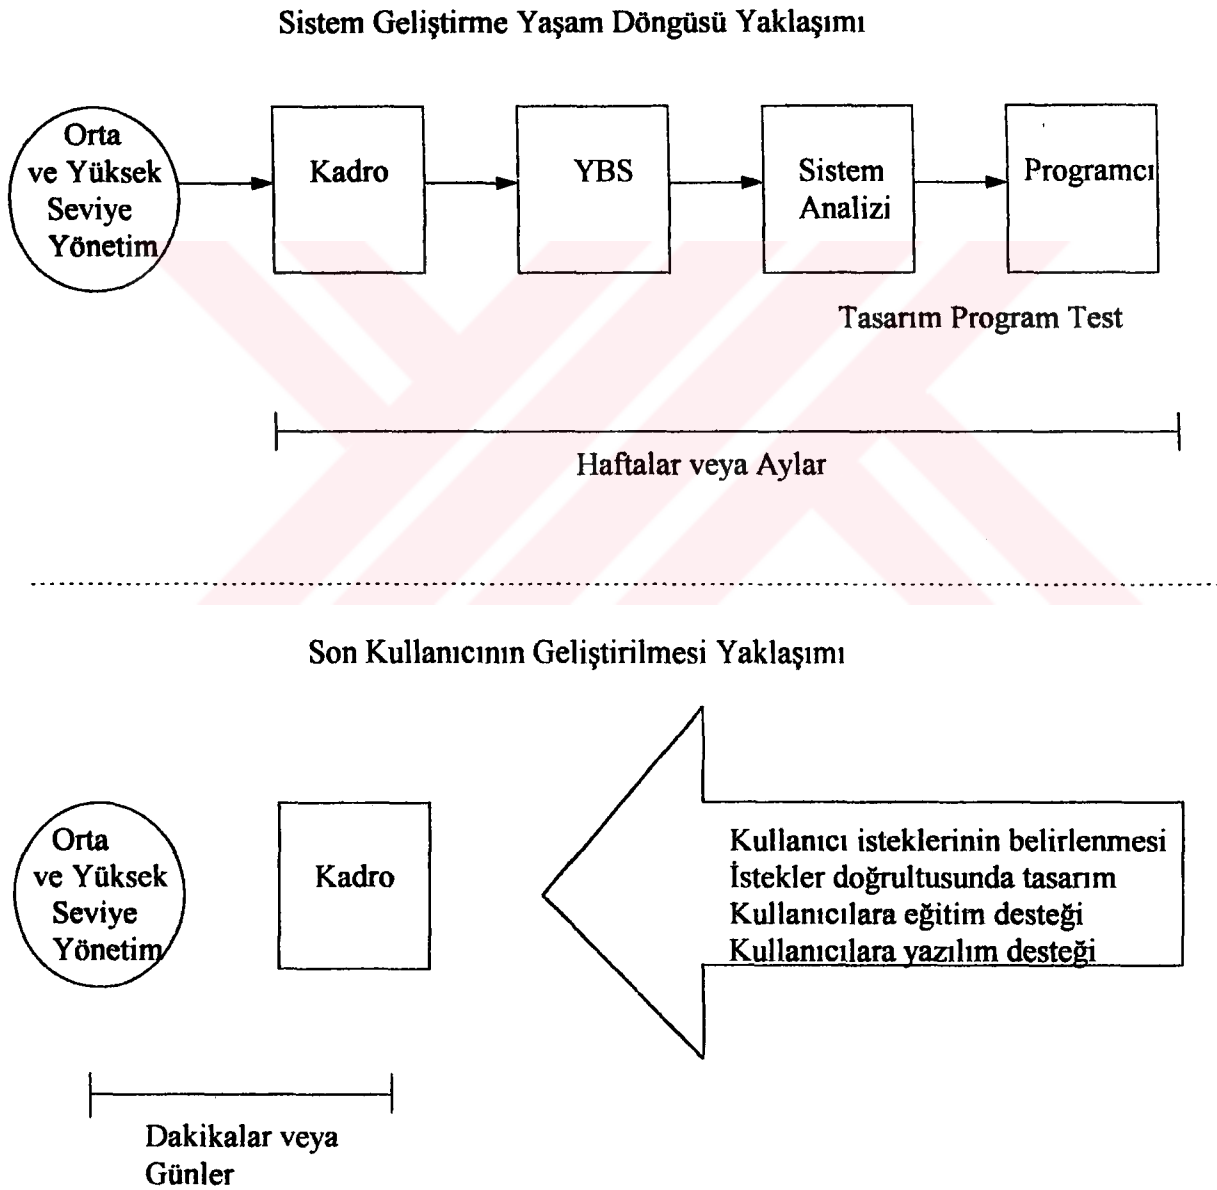 Sistem Geliştirme Yaşam Döngüsü Yaklaşımı
Orta
ve Yüksek
Seviye
Yönetim
Kadro
YBS
Sistem
Analizi
Programcı
Tasarım Program Test
Haftalar veya Aylar
Son Kullanıcının Geliştirilmesi Yaklaşımı
Orta
ve Yüksek
Seviye
Yönetim
Kadro
Kullanıcı isteklerinin belirlenmesi
İstekler doğrultusunda tasarım
Kullanıcılara eğitim desteği
Kullanıcılara yazılım desteği
Dakikalar veya
Günler